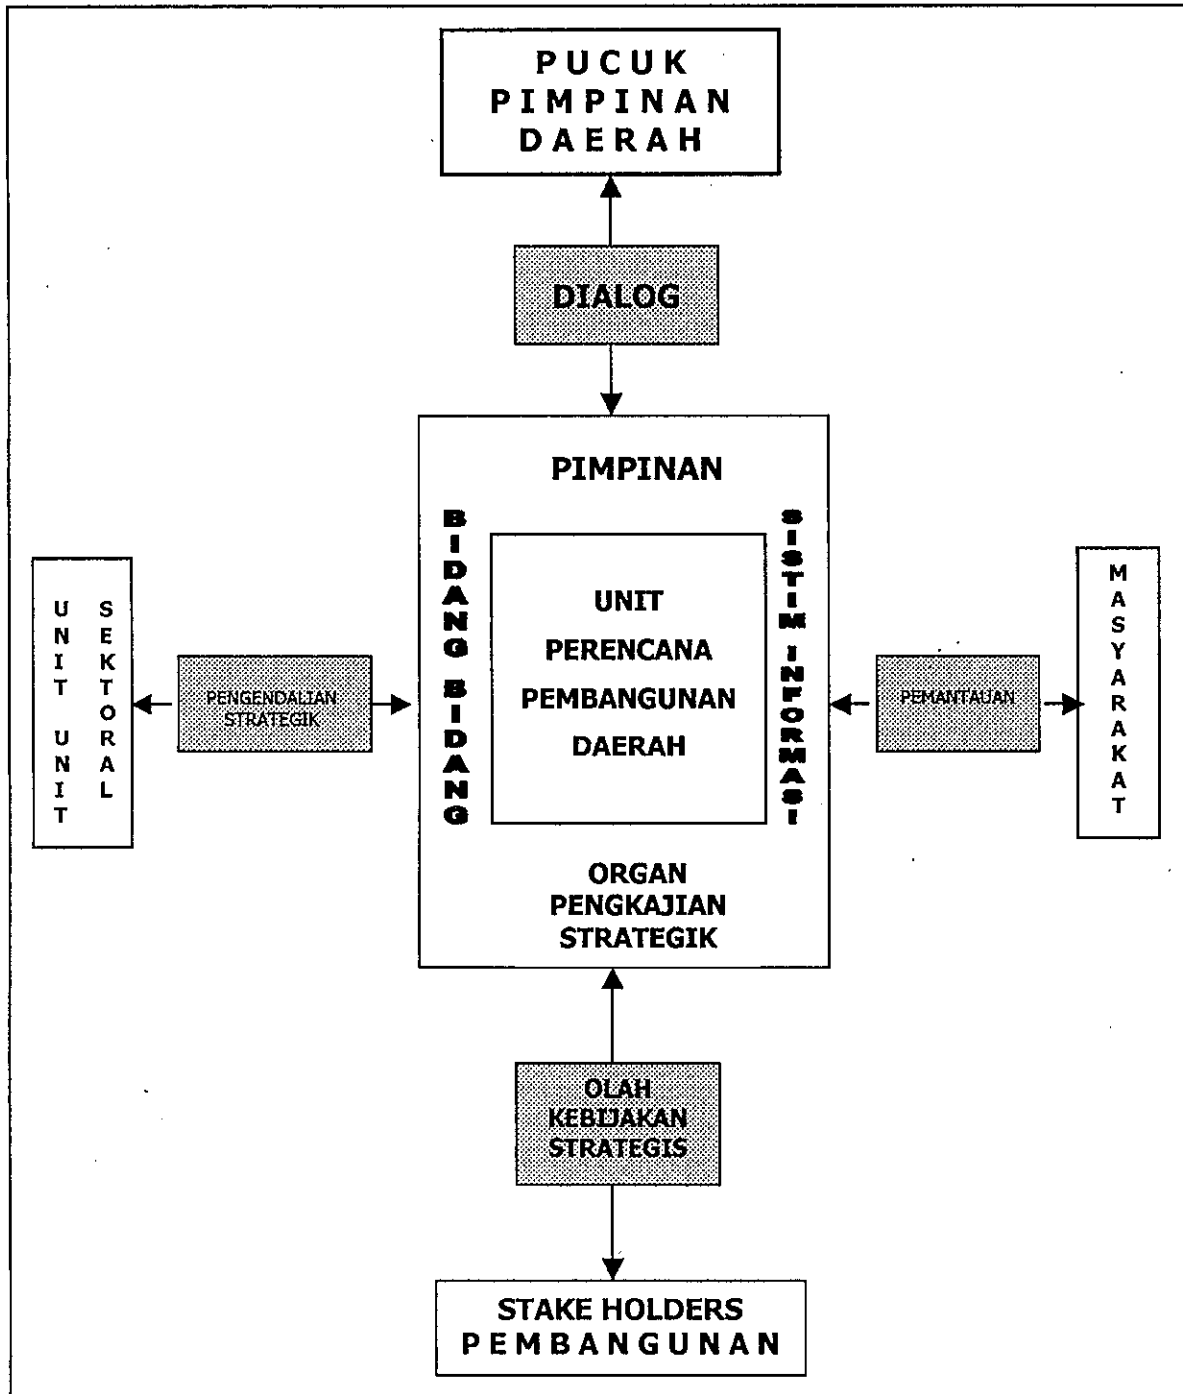 PUCUK
PIMPINAN
DAERAH
DIALOG
PIMPINAN
BIDANG BIDANG
SISTIM INFORMASI
UNIT
PERENCANA
PEMBANGUNAN
DAERAH
ORGAN
PENGKAJIAN
STRATEGIK
UNIT UNIT
SEKTORAL
PENGENDALIAN
STRATEGIK
PEMANTAUAN
MASYARAKAT
OLAH
KEBIJAKAN
STRATEGIS
STAKE HOLDERS
PEMBANGUNAN